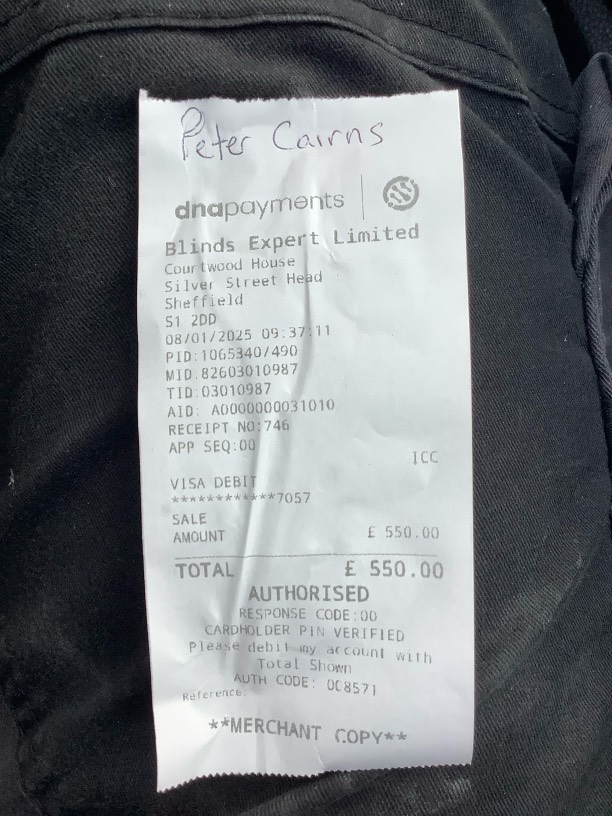 Peter Cairns
dnapayments
Blinds Expert Limited
Courtwood House
Silver Street Head
Sheffield
S1 2DD
08/01/2025 09:37:11
PID:1065340/490
MID:82603010987
TID:03010987
AID: A0000000031010
RECEIPT NO:746
APP SEQ:00
ICC
VISA DEBIT
************7057
SALE
AMOUNT £ 550.00
TOTAL £ 550.00
AUTHORISED
RESPONSE CODE:00
CARDHOLDER PIN VERIFIED
Please debit my account with
Total Shown
AUTH CODE: 008571
Reference:
**MERCHANT COPY**